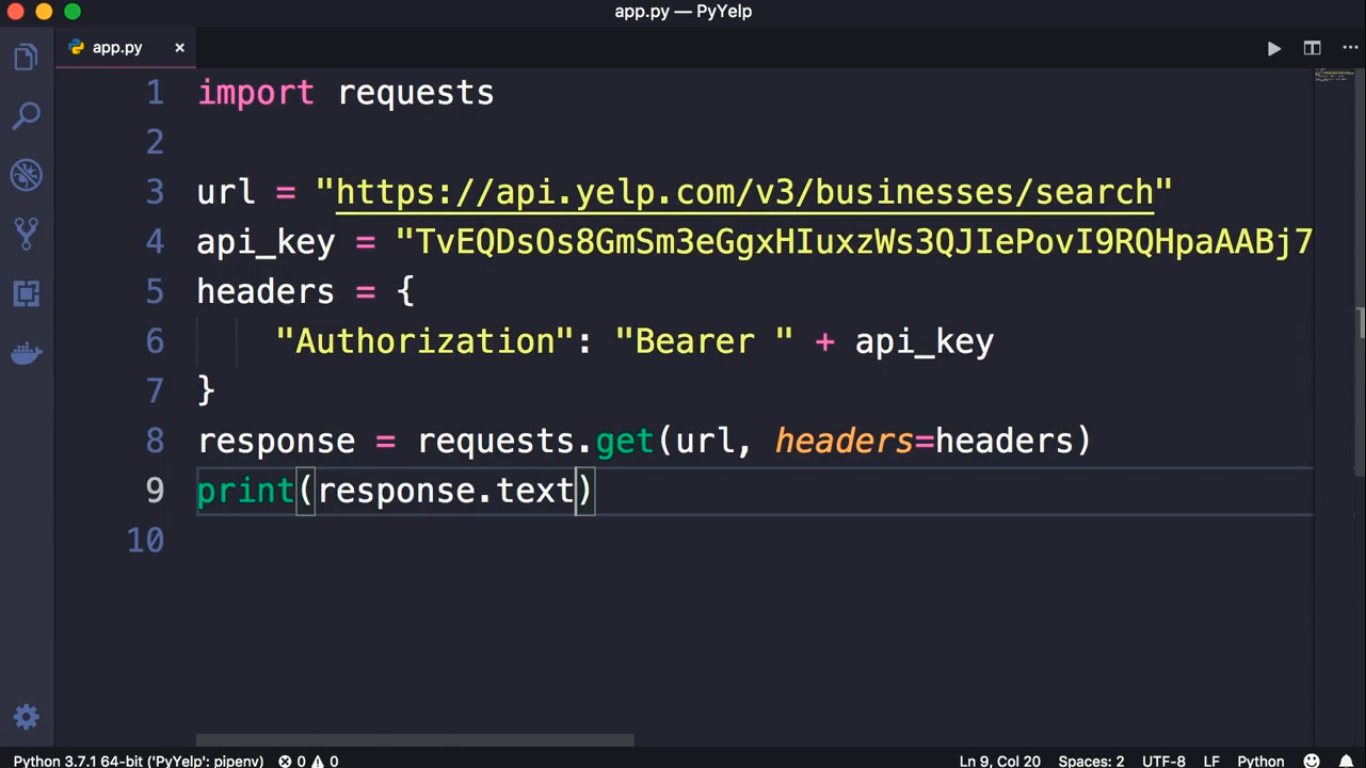 app.py — PyYelp
app.py ×
1 import requests
2
3 url = "https://api.yelp.com/v3/businesses/search"
4 api_key = "TvEQDsOs8GmSm3eGgxHIuxzWs3QJIePovI9RQHpaAABj7
5 headers = {
6     "Authorization": "Bearer " + api_key
7 }
8 response = requests.get(url, headers=headers)
9 print(response.text)
10
Python 3.7.1 64-bit ('PyYelp': pipenv) 0 0 Ln 9, Col 20 Spaces: 2 UTF-8 LF Python